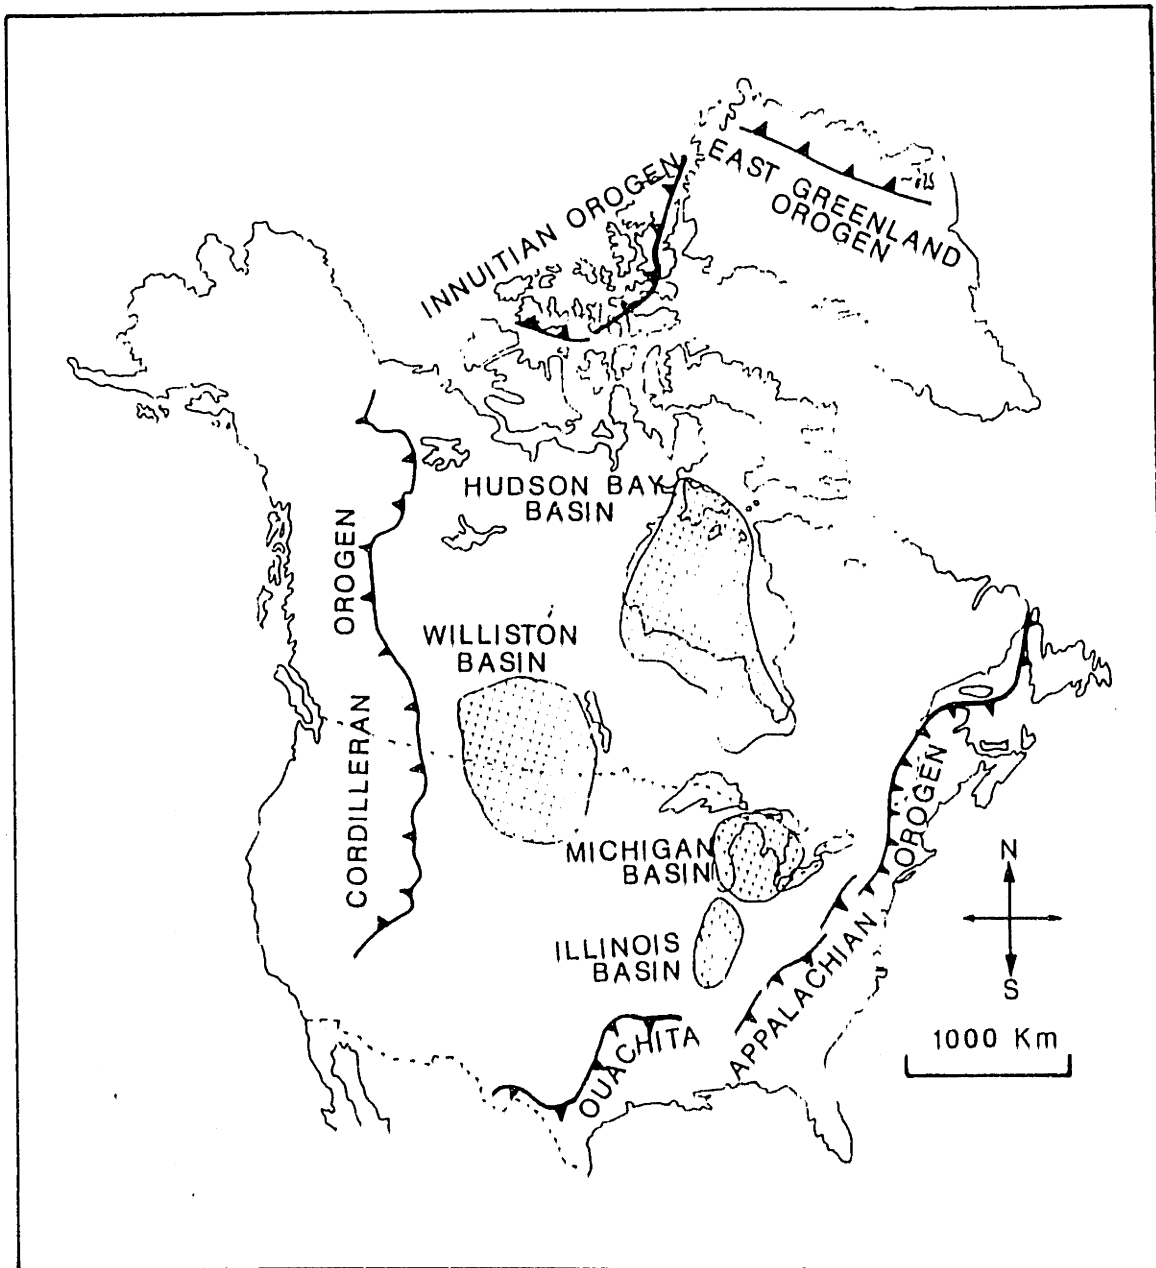 EAST GREENLAND
OROGEN
INNUITIAN OROGEN
HUDSON BAY
BASIN
CORDILLERAN OROGEN
WILLISTON
BASIN
MICHIGAN
BASIN
ILLINOIS
BASIN
APPALACHIAN OROGEN
OUACHITA
N
S
1000 Km